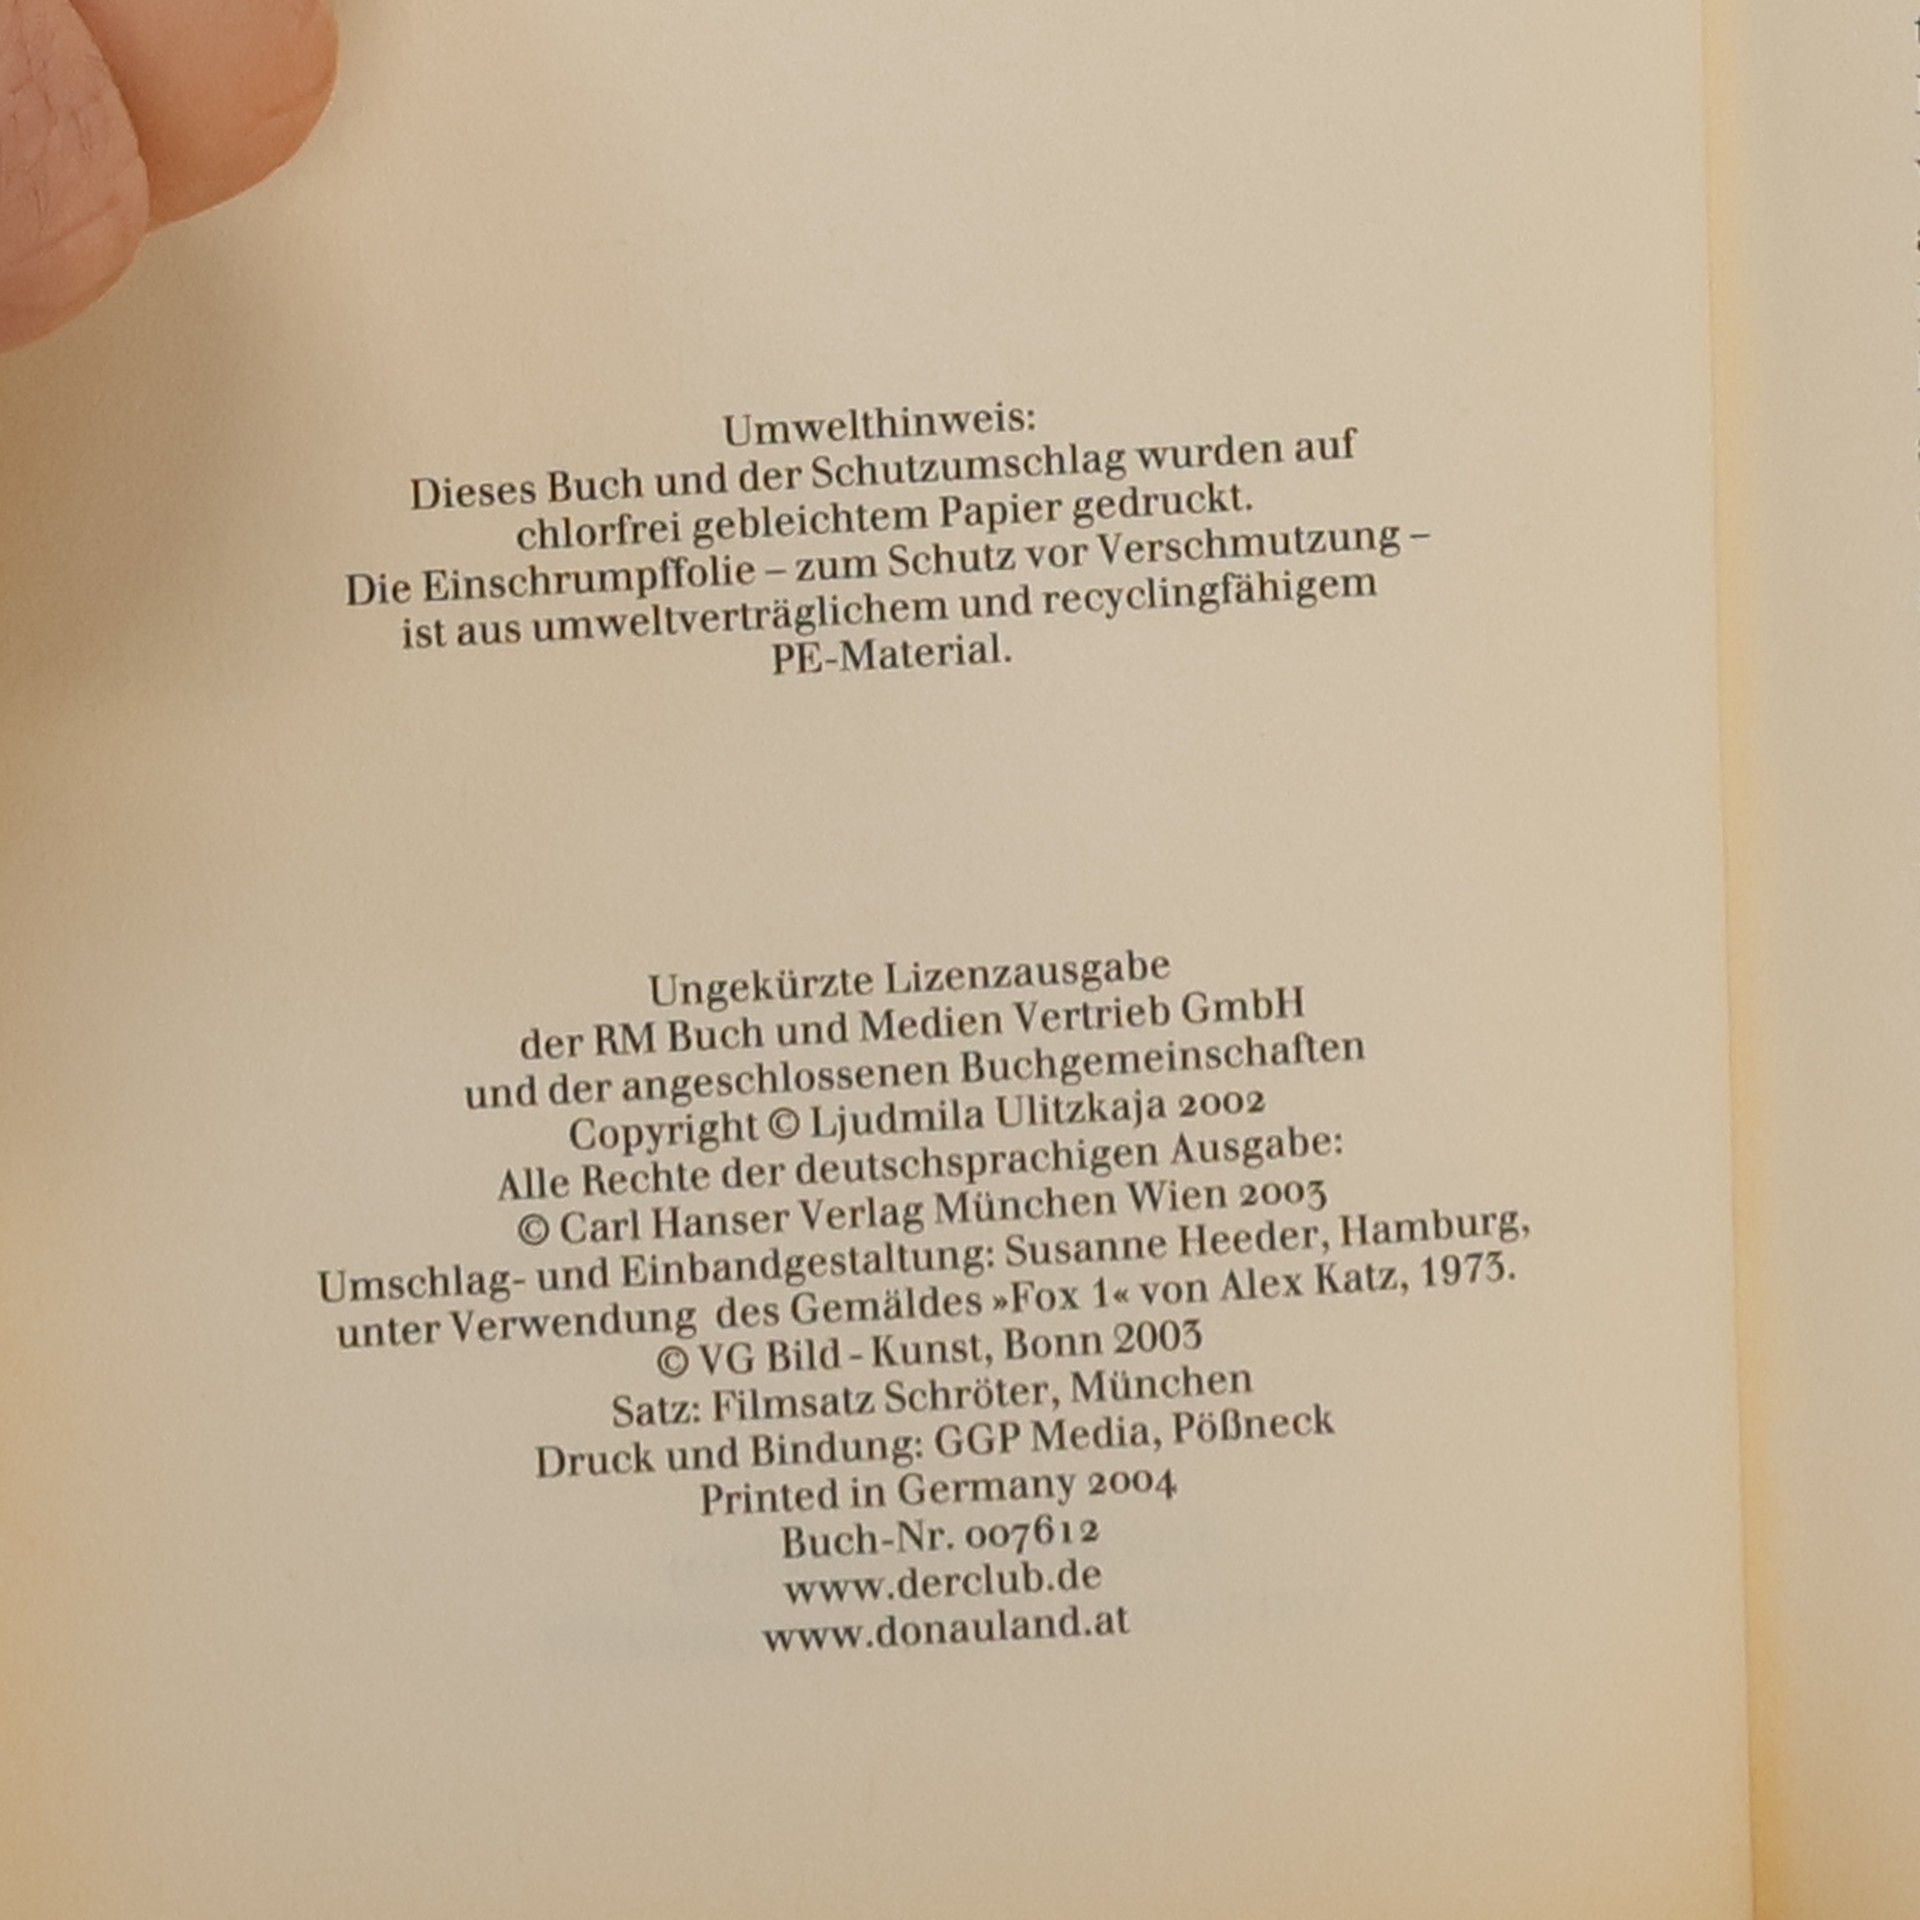 Umwelthinweis:
Dieses Buch und der Schutzumschlag wurden auf
chlorfrei gebleichtem Papier gedruckt.
Die Einschrumpffolie – zum Schutz vor Verschmutzung –
ist aus umweltverträglichem und recyclingfähigem
PE-Material.
Ungekürzte Lizenzausgabe
der RM Buch und Medien Vertrieb GmbH
und der angeschlossenen Buchgemeinschaften
Copyright © Ljudmila Ulitzkaja 2002
Alle Rechte der deutschsprachigen Ausgabe:
© Carl Hanser Verlag München Wien 2003
Umschlag- und Einbandgestaltung: Susanne Heeder, Hamburg,
unter Verwendung des Gemäldes »Fox 1« von Alex Katz, 1973.
© VG Bild - Kunst, Bonn 2003
Satz: Filmsatz Schröter, München
Druck und Bindung: GGP Media, Pößneck
Printed in Germany 2004
Buch-Nr. 007612
www.derclub.de
www.donauland.at